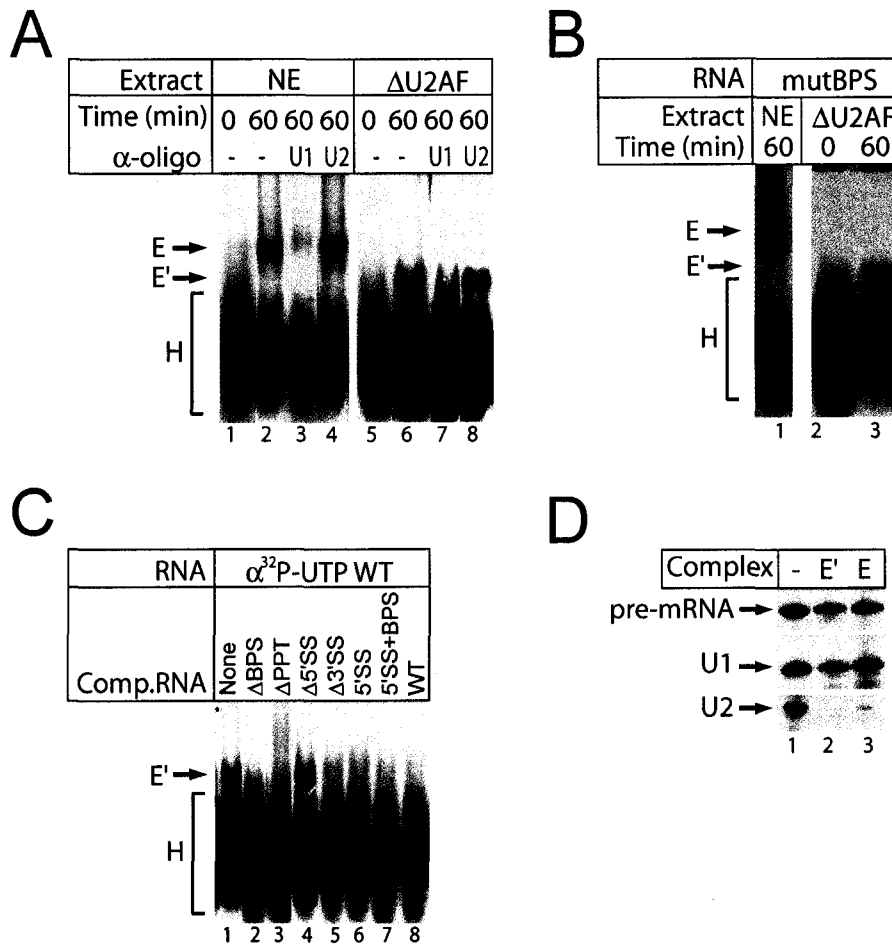 A
Extract NE ΔU2AF
Time (min) 0 60 60 60 0 60 60 60
α-oligo - - U1 U2 - - U1 U2
E
E'
H
1 2 3 4 5 6 7 8
B
RNA mutBPS
Extract NE ΔU2AF
Time (min) 60 0 60
E
E'
H
1 2 3
C
RNA α³²P-UTP WT
Comp.RNA None ΔBPS ΔPPT Δ5'SS Δ3'SS 5'SS 5'SS+BPS WT
E'
H
1 2 3 4 5 6 7 8
D
Complex - E' E
pre-mRNA
U1
U2
1 2 3